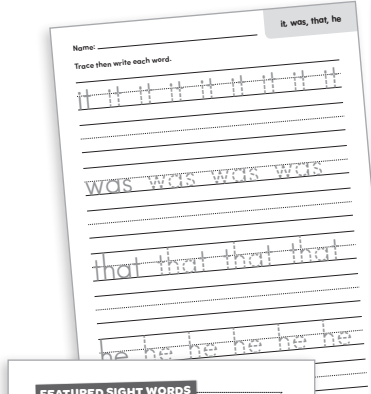 it, was, that, he
Name:
Trace then write each word.
it it it it it it it it it
was was was was
that that that that
he he he he he he
FEATURED SIGHT WORDS